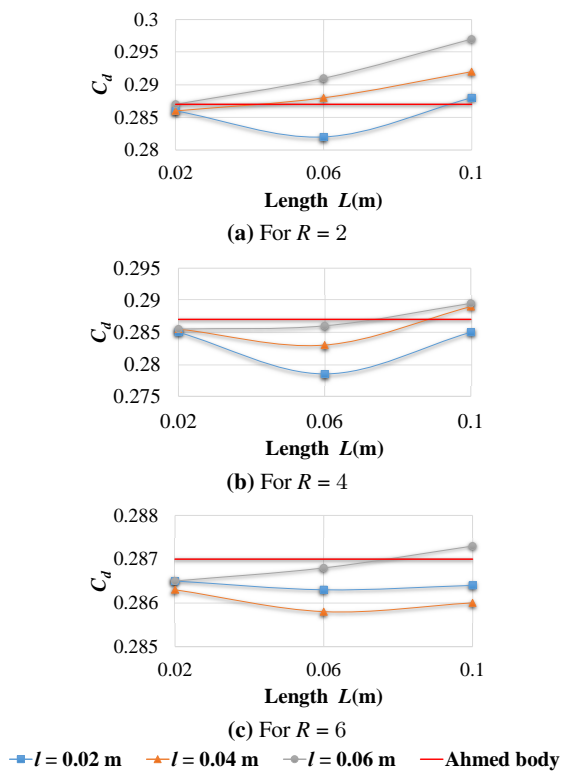 0.3
0.295
0.29
0.285
0.28
C_d
0.02 0.06 0.1
Length L(m)
(a) For R = 2
0.295
0.29
0.285
0.28
0.275
C_d
0.02 0.06 0.1
Length L(m)
(b) For R = 4
0.288
0.287
0.286
0.285
C_d
0.02 0.06 0.1
Length L(m)
(c) For R = 6
l = 0.02 m l = 0.04 m l = 0.06 m Ahmed body